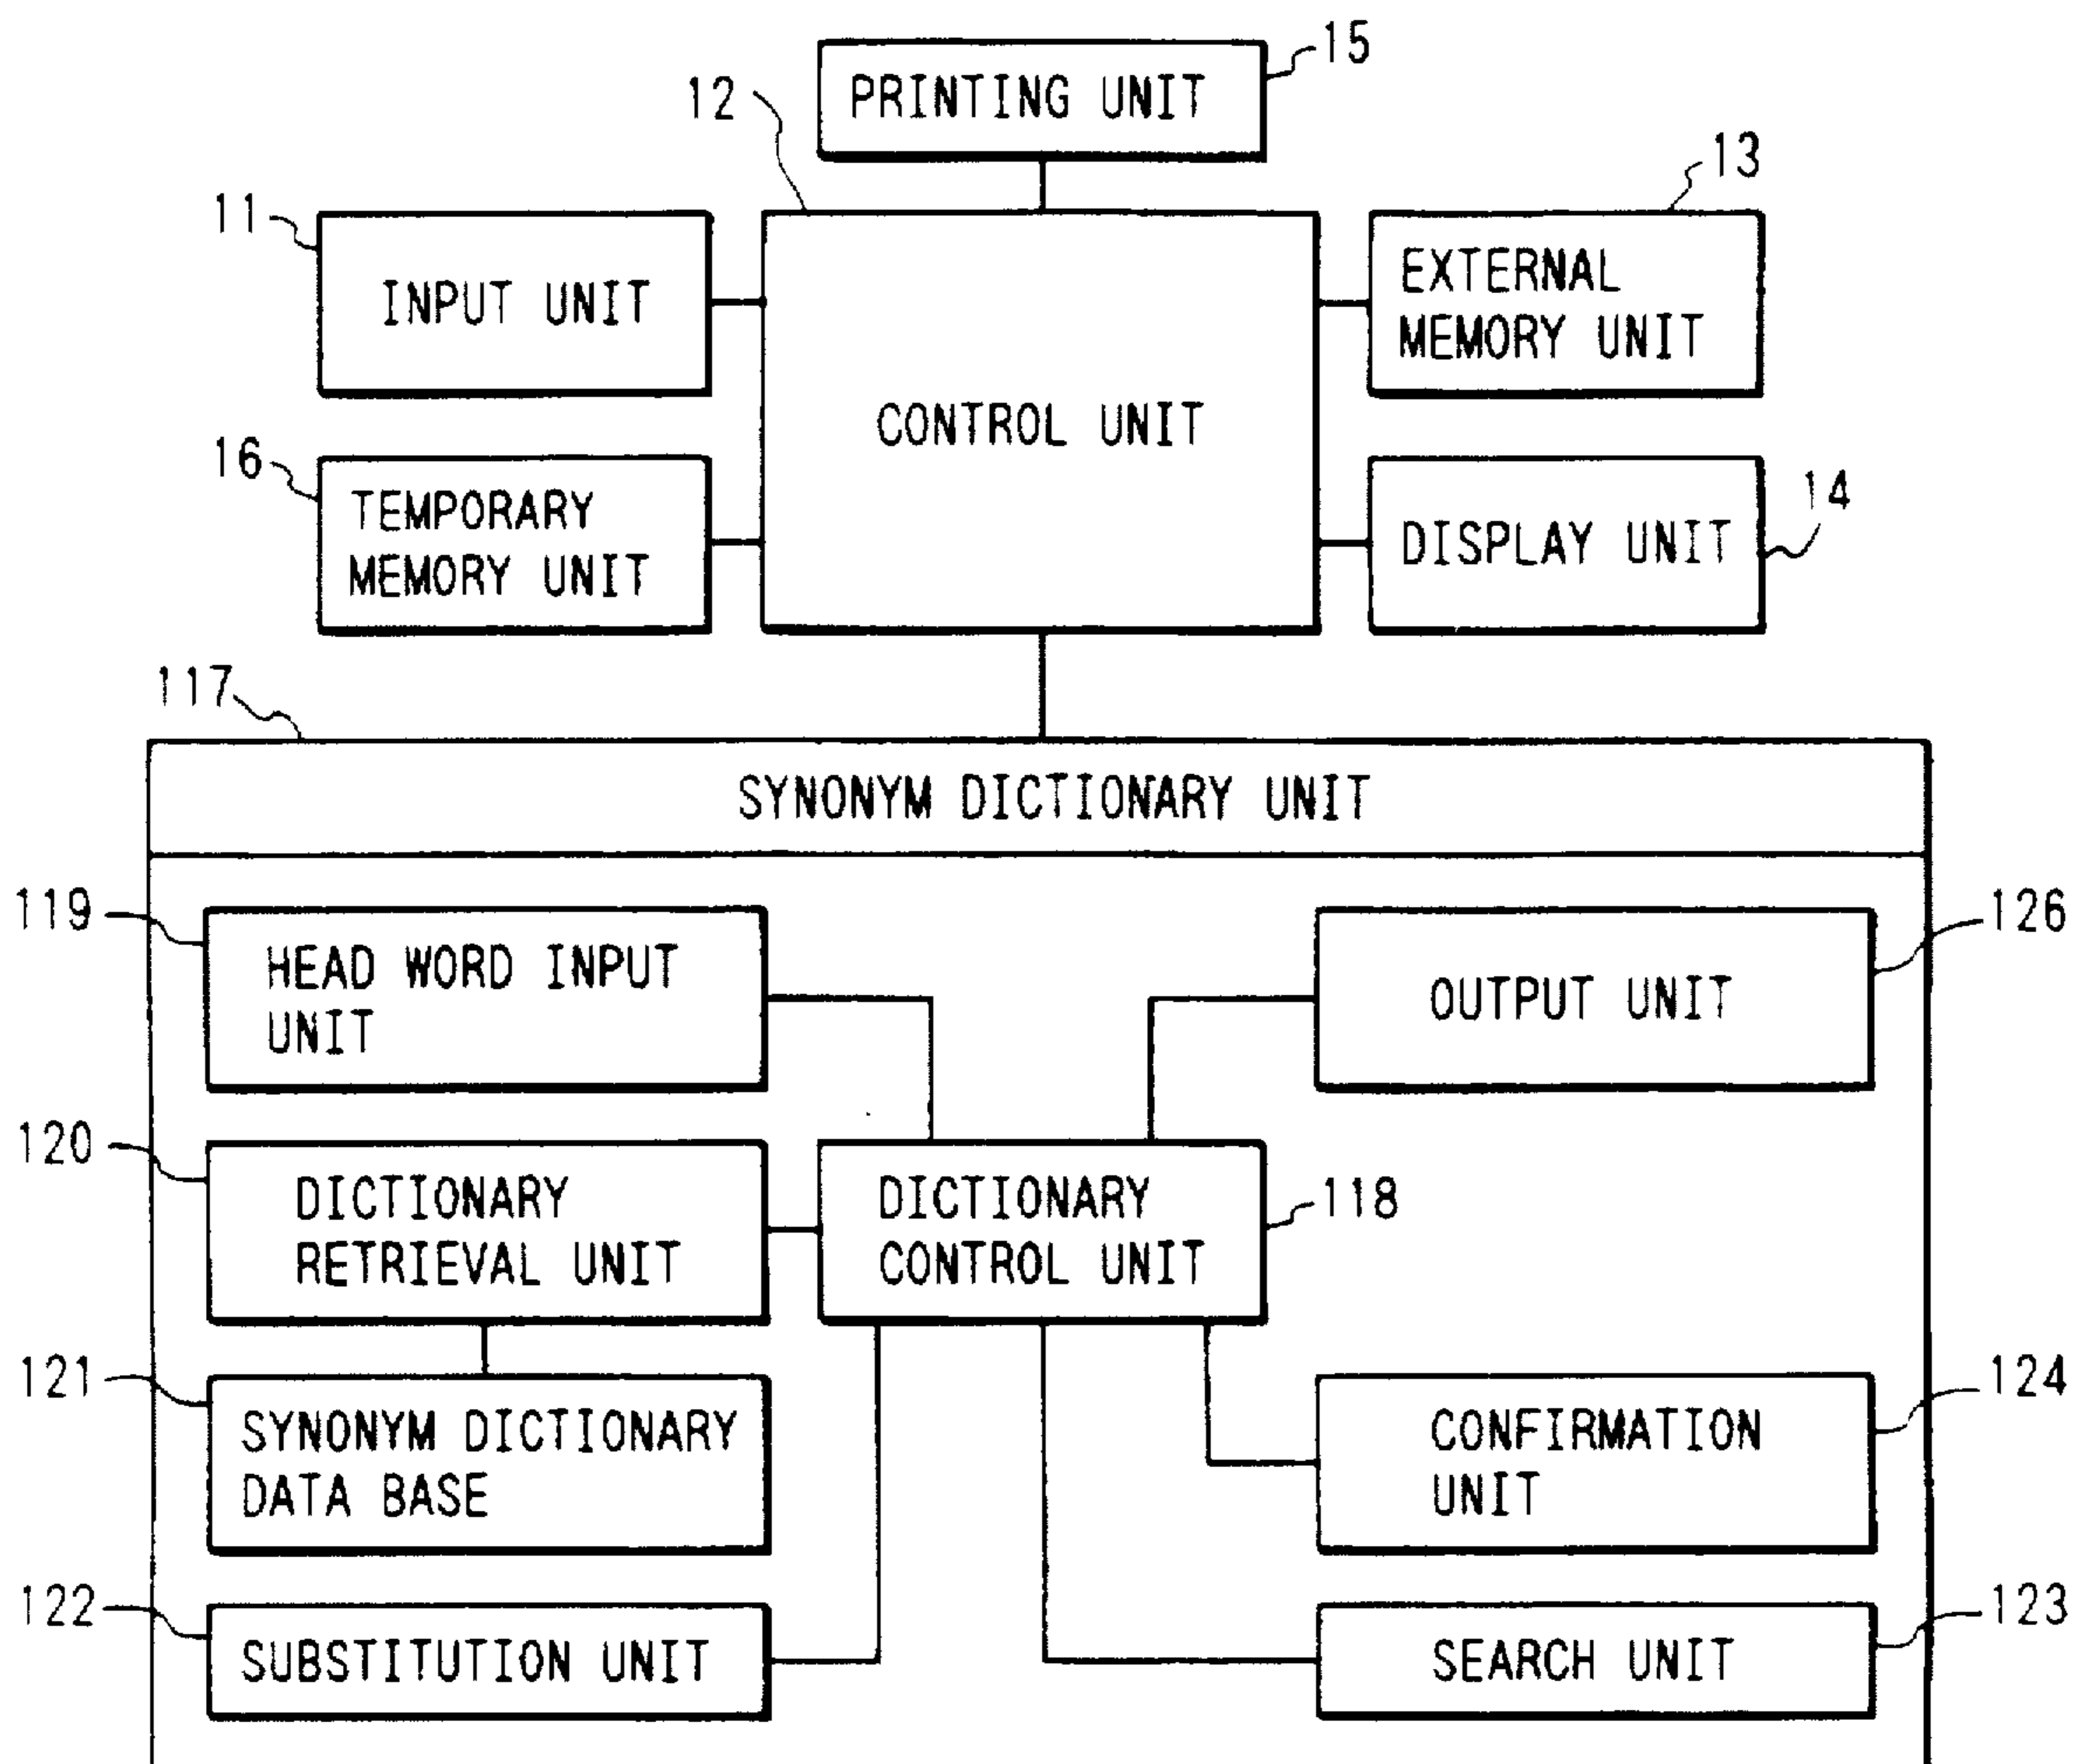 15
PRINTING UNIT
12
13
11
INPUT UNIT
EXTERNAL
MEMORY UNIT
CONTROL UNIT
16
TEMPORARY
MEMORY UNIT
14
DISPLAY UNIT
117
SYNONYM DICTIONARY UNIT
119
HEAD WORD INPUT
UNIT
126
OUTPUT UNIT
120
DICTIONARY
RETRIEVAL UNIT
DICTIONARY
CONTROL UNIT
118
121
SYNONYM DICTIONARY
DATA BASE
124
CONFIRMATION
UNIT
122
SUBSTITUTION UNIT
123
SEARCH UNIT